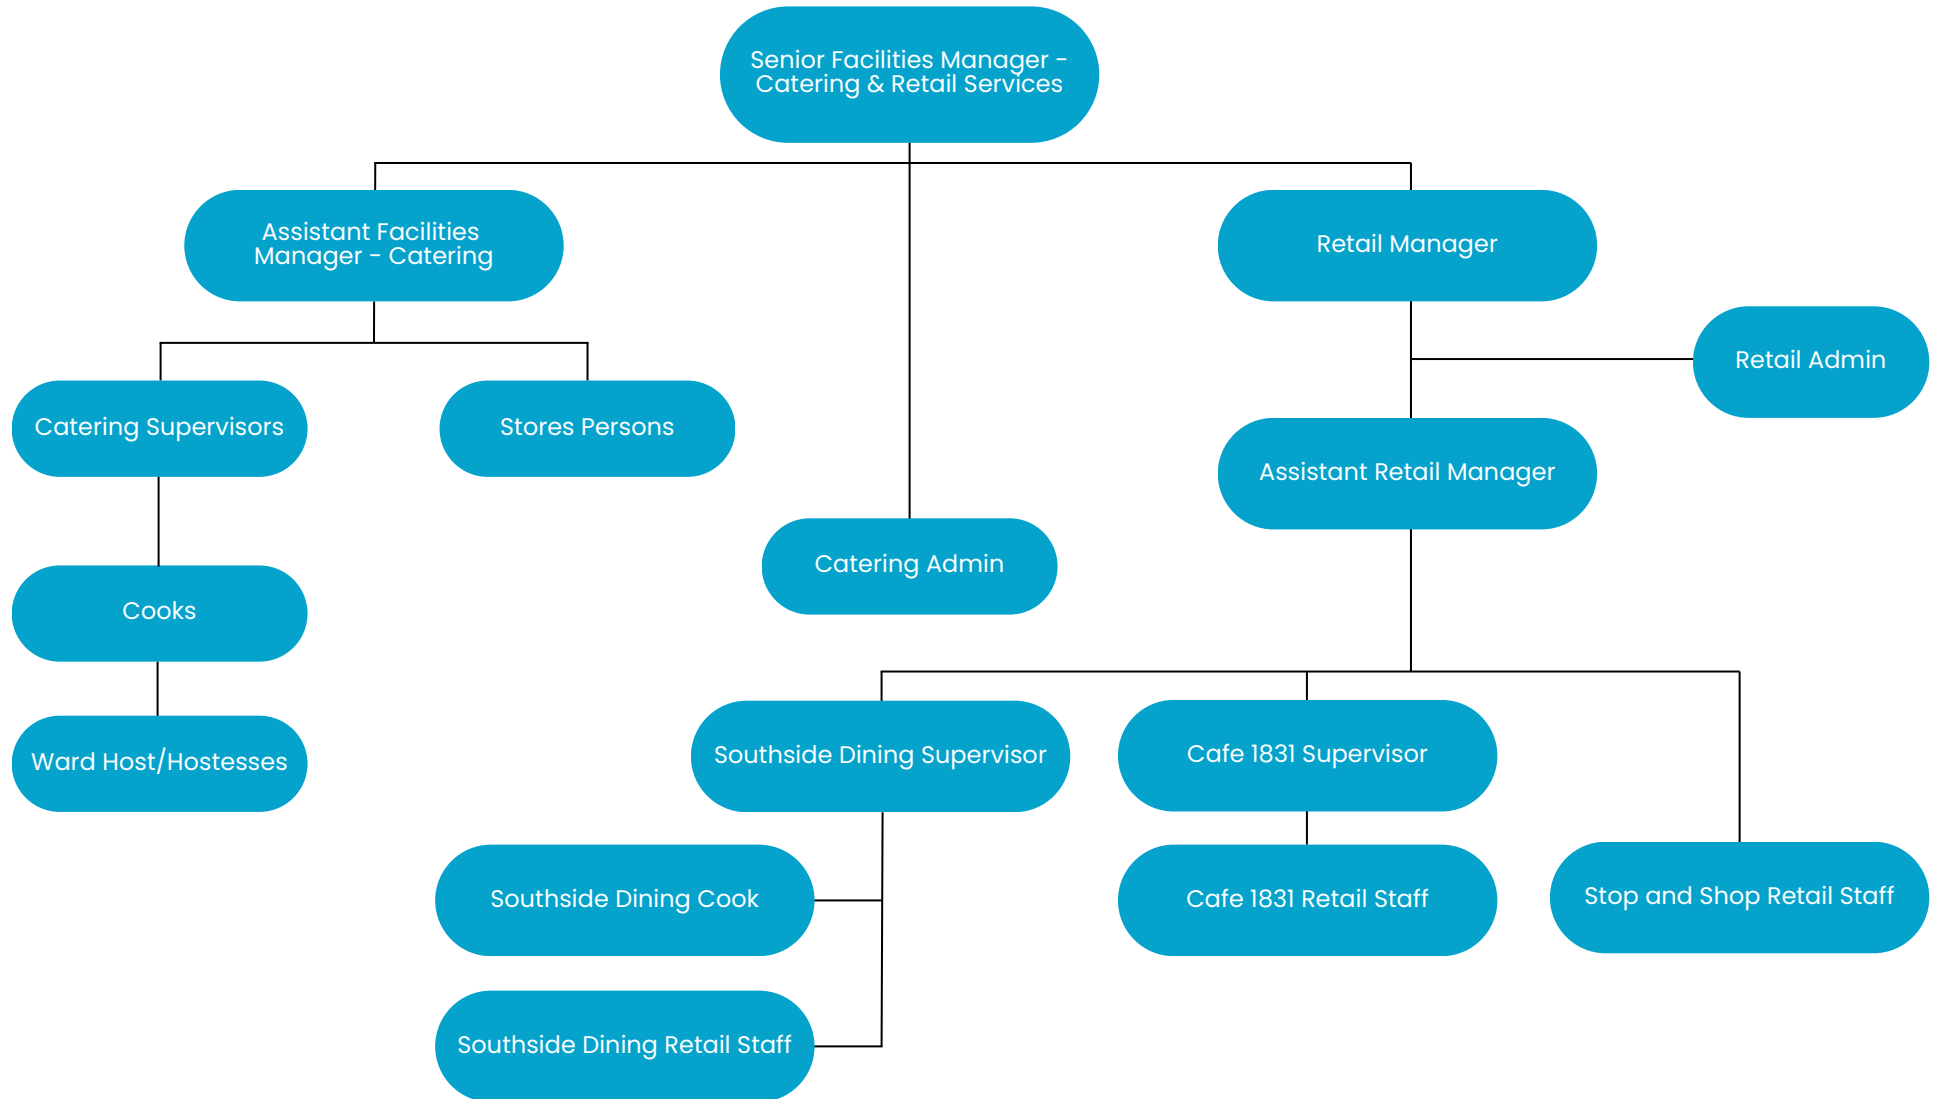 Senior Facilities Manager -
Catering & Retail Services
Assistant Facilities
Manager - Catering
Retail Manager
Retail Admin
Catering Supervisors
Stores Persons
Assistant Retail Manager
Catering Admin
Cooks
Ward Host/Hostesses
Southside Dining Supervisor
Cafe 1831 Supervisor
Southside Dining Cook
Cafe 1831 Retail Staff
Stop and Shop Retail Staff
Southside Dining Retail Staff